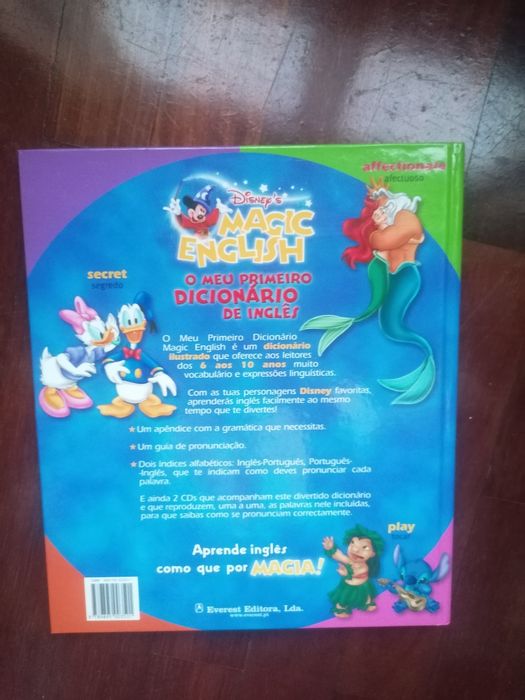 affectionate
afectuoso
DISNEY'S
MAGIC
ENGLISH
O MEU PRIMEIRO
DICIONÁRIO
DE INGLÊS
secret
segredo
O Meu Primeiro Dicionário
Magic English é um dicionário
ilustrado que oferece aos leitores
dos 6 aos 10 anos muito
vocabulário e expressões linguísticas.
Com as tuas personagens Disney favoritas,
aprenderás inglês facilmente ao mesmo
tempo que te divertes!
Um apêndice com a gramática que necessitas.
Um guia de pronunciação.
Dois índices alfabéticos: Inglês-Português, Português-
-Inglês, que te indicam como deves pronunciar cada
palavra.
E ainda 2 CDs que acompanham este divertido dicionário
e que reproduzem, uma a uma, as palavras nele incluídas,
para que saibas como se pronunciam correctamente.
play
tocar
Aprende inglês
como que por MAGIA!
Everest Editora, Lda.
www.everest.pt